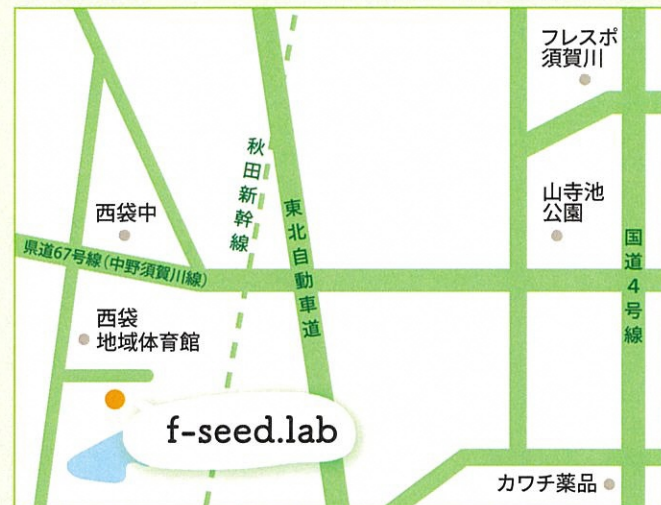 フレスポ
須賀川
秋田新幹線
東北自動車道
西袋中
山寺池
公園
国道4号線
県道67号線(中野須賀川線)
西袋
地域体育館
f-seed.lab
カワチ薬品